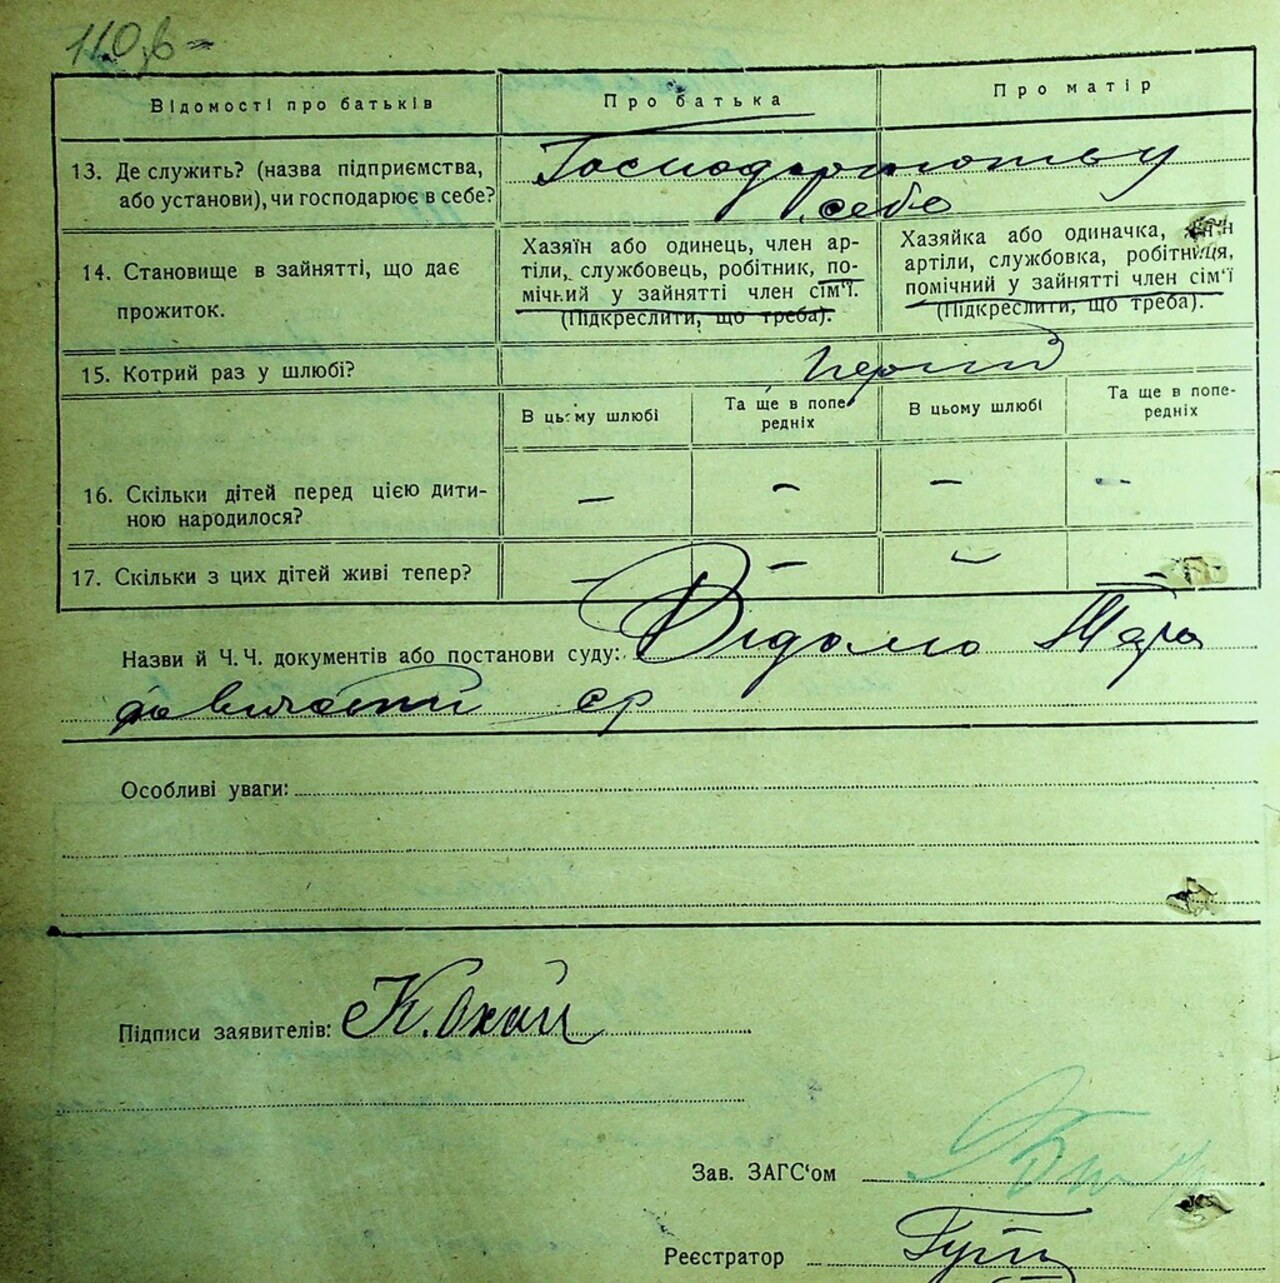 110 зв
Відомості про батьків
Про батька
Про матір
13. Де служить? (назва підприємства,
або установи), чи господарює в себе?
себе
14. Становище в зайнятті, що дає
прожиток.
Хазяїн або одинець, член ар-
тілі, службовець, робітник, по-
мічний у зайнятті член сім'ї.
(Підкреслити, що треба).
Хазяйка або одиначка, член
артілі, службовка, робітниця,
помічний у зайнятті член сім'ї
(Підкреслити, що треба).
15. Котрий раз у шлюбі?
перший
В цьому шлюбі
Та ще в попе-
редніх
В цьому шлюбі
Та ще в попе-
редніх
16. Скільки дітей перед цією дити-
ною народилося?
— — — —
17. Скільки з цих дітей живі тепер?
— — — —
Назви й Ч. Ч. документів або постанови суду: Відомо
с/р
Особливі уваги:
Підписи заявителів: К. Охай
Зав. ЗАГС'ом
Реєстратор